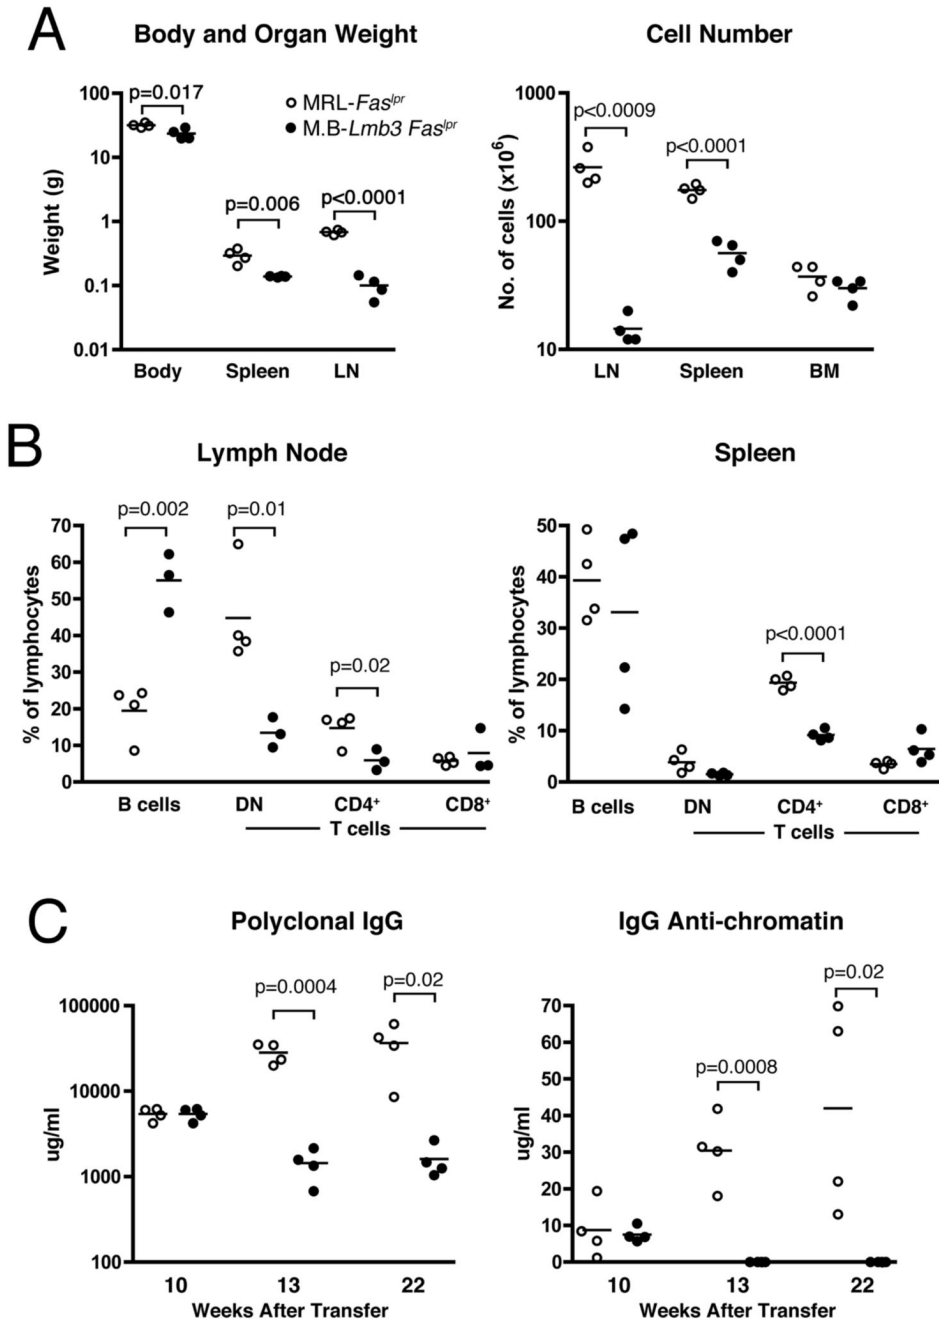 A
Body and Organ Weight
Cell Number
p=0.017
MRL-Fas^lpr
M.B-Lmb3 Fas^lpr
p=0.006
p<0.0001
Weight (g)
100
10
1
0.1
0.01
Body
Spleen
LN
p<0.0009
p<0.0001
No. of cells (x10^6)
1000
100
10
LN
Spleen
BM
B
Lymph Node
Spleen
p=0.002
p=0.01
p=0.02
% of lymphocytes
70
60
50
40
30
20
10
0
B cells
DN
CD4+
CD8+
T cells
p<0.0001
% of lymphocytes
50
40
30
20
10
0
B cells
DN
CD4+
CD8+
T cells
C
Polyclonal IgG
IgG Anti-chromatin
p=0.0004
p=0.02
ug/ml
100000
10000
1000
100
10
13
22
Weeks After Transfer
p=0.0008
p=0.02
ug/ml
70
60
50
40
30
20
10
0
10
13
22
Weeks After Transfer